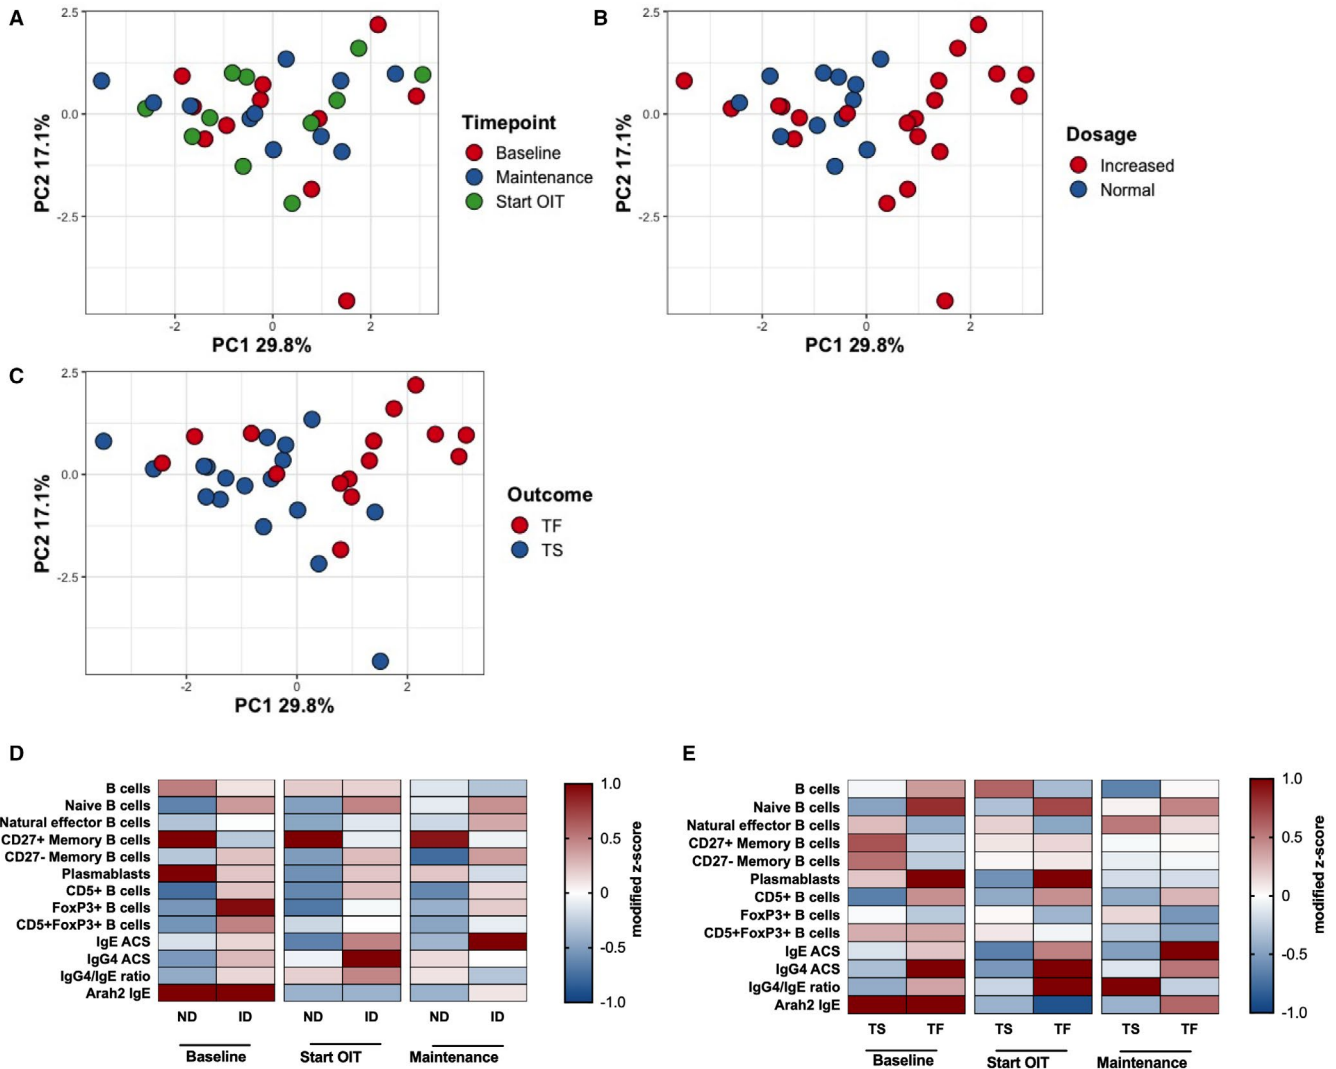 A
2.5
0.0
-2.5
PC2 17.1%
-2
0
2
PC1 29.8%
Timepoint
Baseline
Maintenance
Start OIT
B
2.5
0.0
-2.5
PC2 17.1%
-2
0
2
PC1 29.8%
Dosage
Increased
Normal
C
2.5
0.0
-2.5
PC2 17.1%
-2
0
2
PC1 29.8%
Outcome
TF
TS
D
B cells
Naive B cells
Natural effector B cells
CD27+ Memory B cells
CD27- Memory B cells
Plasmablasts
CD5+ B cells
FoxP3+ B cells
CD5+FoxP3+ B cells
IgE ACS
IgG4 ACS
IgG4/IgE ratio
Arah2 IgE
ND ID ND ID ND ID
Baseline Start OIT Maintenance
1.0
0.5
0
-0.5
-1.0
modified z-score
E
B cells
Naive B cells
Natural effector B cells
CD27+ Memory B cells
CD27- Memory B cells
Plasmablasts
CD5+ B cells
FoxP3+ B cells
CD5+FoxP3+ B cells
IgE ACS
IgG4 ACS
IgG4/IgE ratio
Arah2 IgE
TS TF TS TF TS TF
Baseline Start OIT Maintenance
1.0
0.5
0
-0.5
-1.0
modified z-score